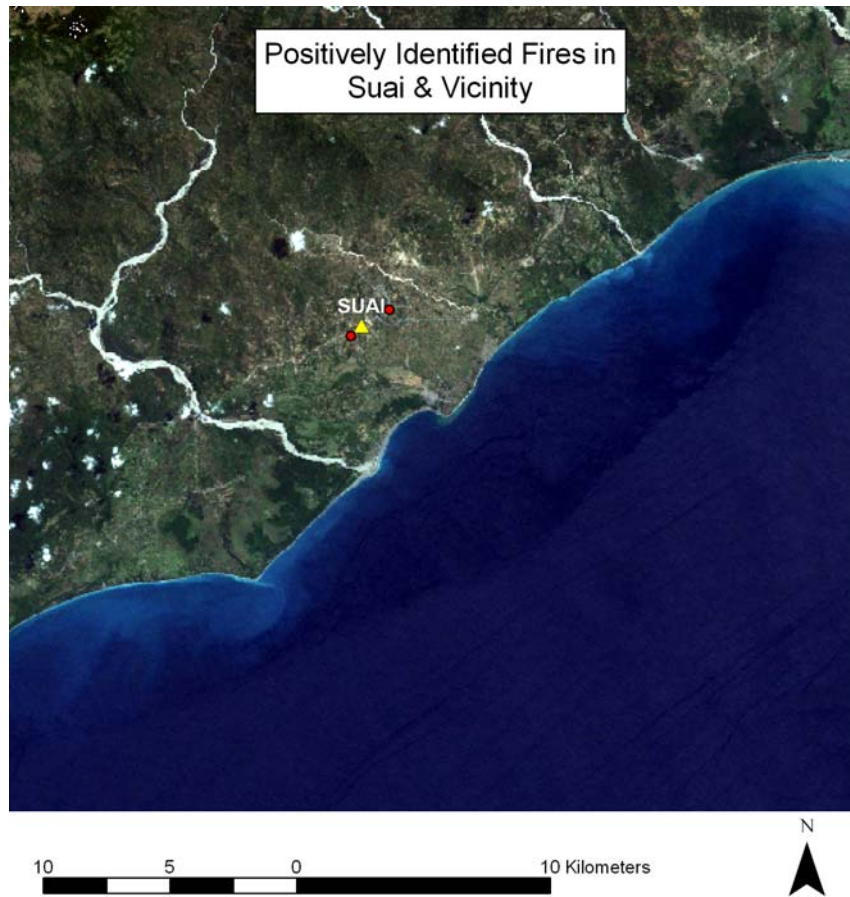 Positively Identified Fires in
Suai & Vicinity
SUAI
N
10 5 0 10 Kilometers